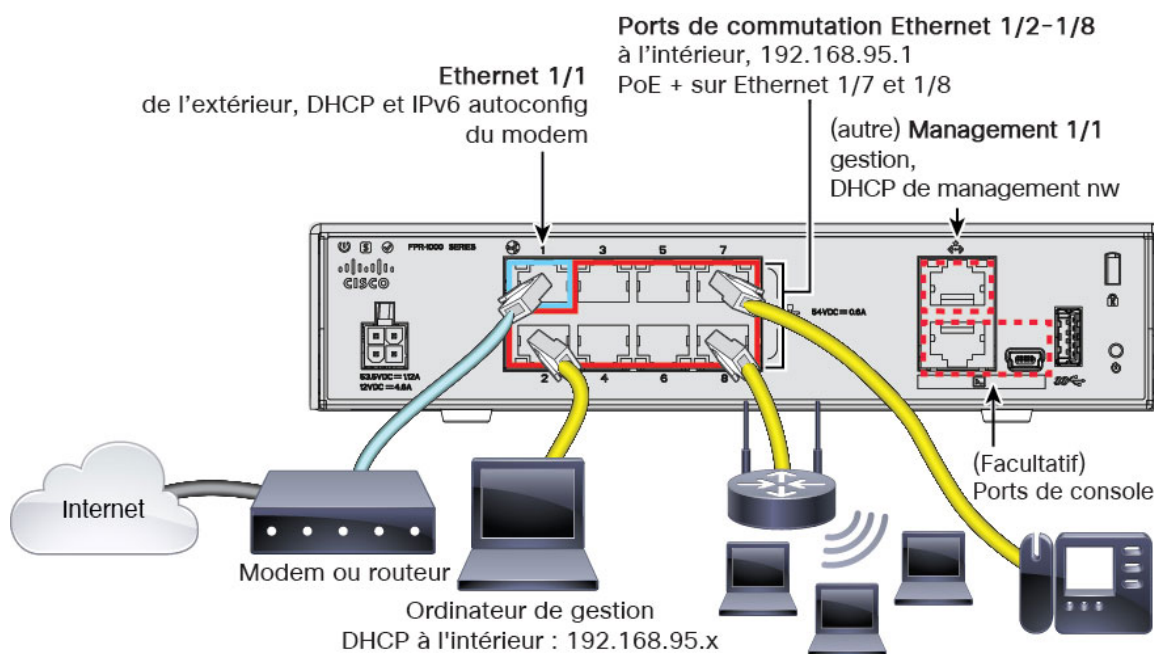 Ports de commutation Ethernet 1/2-1/8
à l'intérieur, 192.168.95.1
PoE + sur Ethernet 1/7 et 1/8
Ethernet 1/1
de l'extérieur, DHCP et IPv6 autoconfig
du modem
(autre) Management 1/1
gestion,
DHCP de management nw
FPR-1000 SERIES
1 3 5 7
CISCO
54VDC 0.6A
53.5VDC 1.12A
12VDC 4.6A
2 4 6 8
(Facultatif)
Ports de console
Internet
Modem ou routeur
Ordinateur de gestion
DHCP à l'intérieur : 192.168.95.x